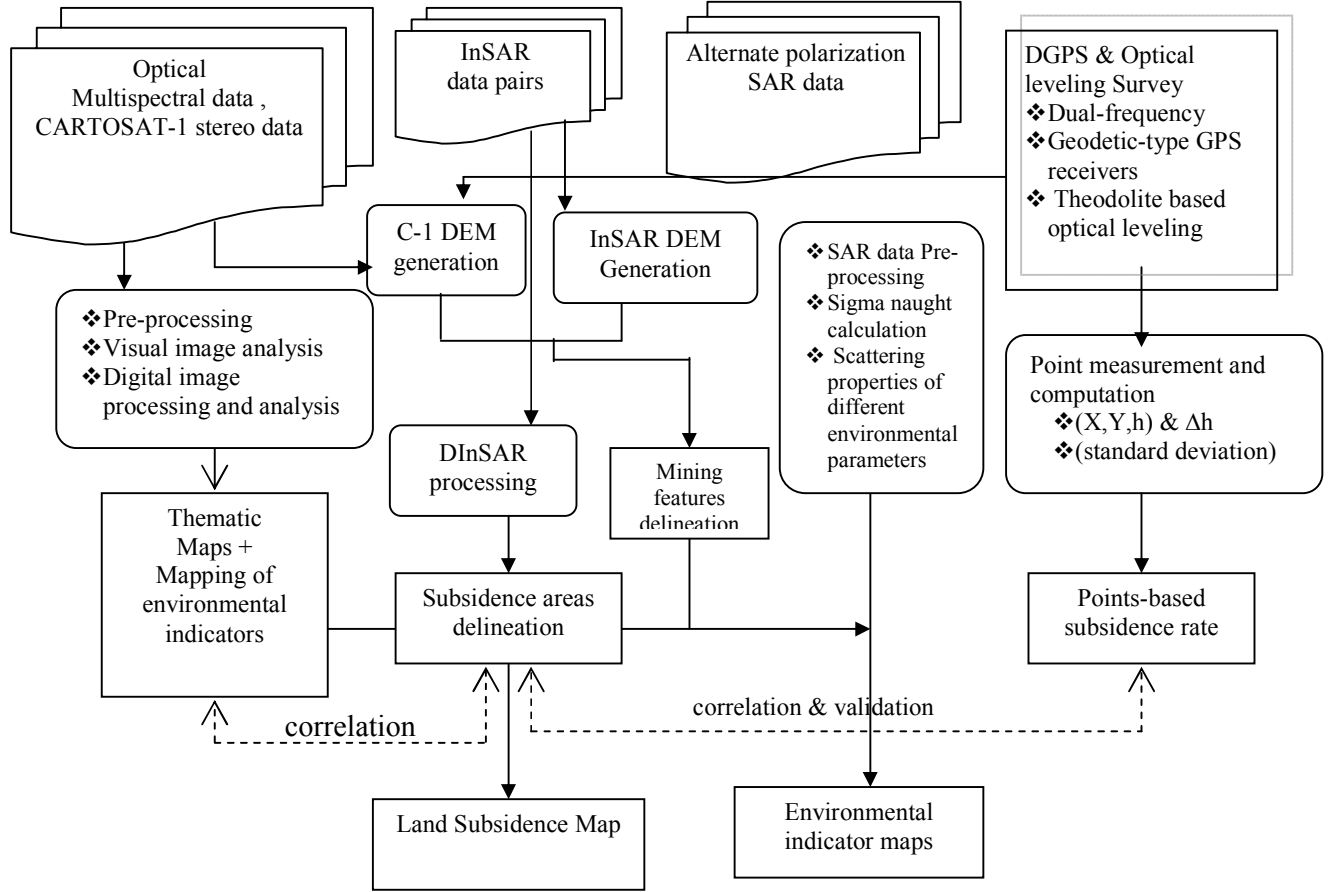 Optical
Multispectral data ,
CARTOSAT-1 stereo data
InSAR
data pairs
Alternate polarization
SAR data
DGPS & Optical
leveling Survey
❖Dual-frequency
❖Geodetic-type GPS
receivers
❖ Theodolite based
optical leveling
C-1 DEM
generation
InSAR DEM
Generation
❖SAR data Pre-
processing
❖Sigma naught
calculation
❖ Scattering
properties of
different
environmental
parameters
❖Pre-processing
❖Visual image analysis
❖Digital image
processing and analysis
Point measurement and
computation
❖(X,Y,h) & Δh
❖(standard deviation)
DInSAR
processing
Mining
features
delineation
Thematic
Maps +
Mapping of
environmental
indicators
Subsidence areas
delineation
Points-based
subsidence rate
correlation
correlation & validation
Land Subsidence Map
Environmental
indicator maps